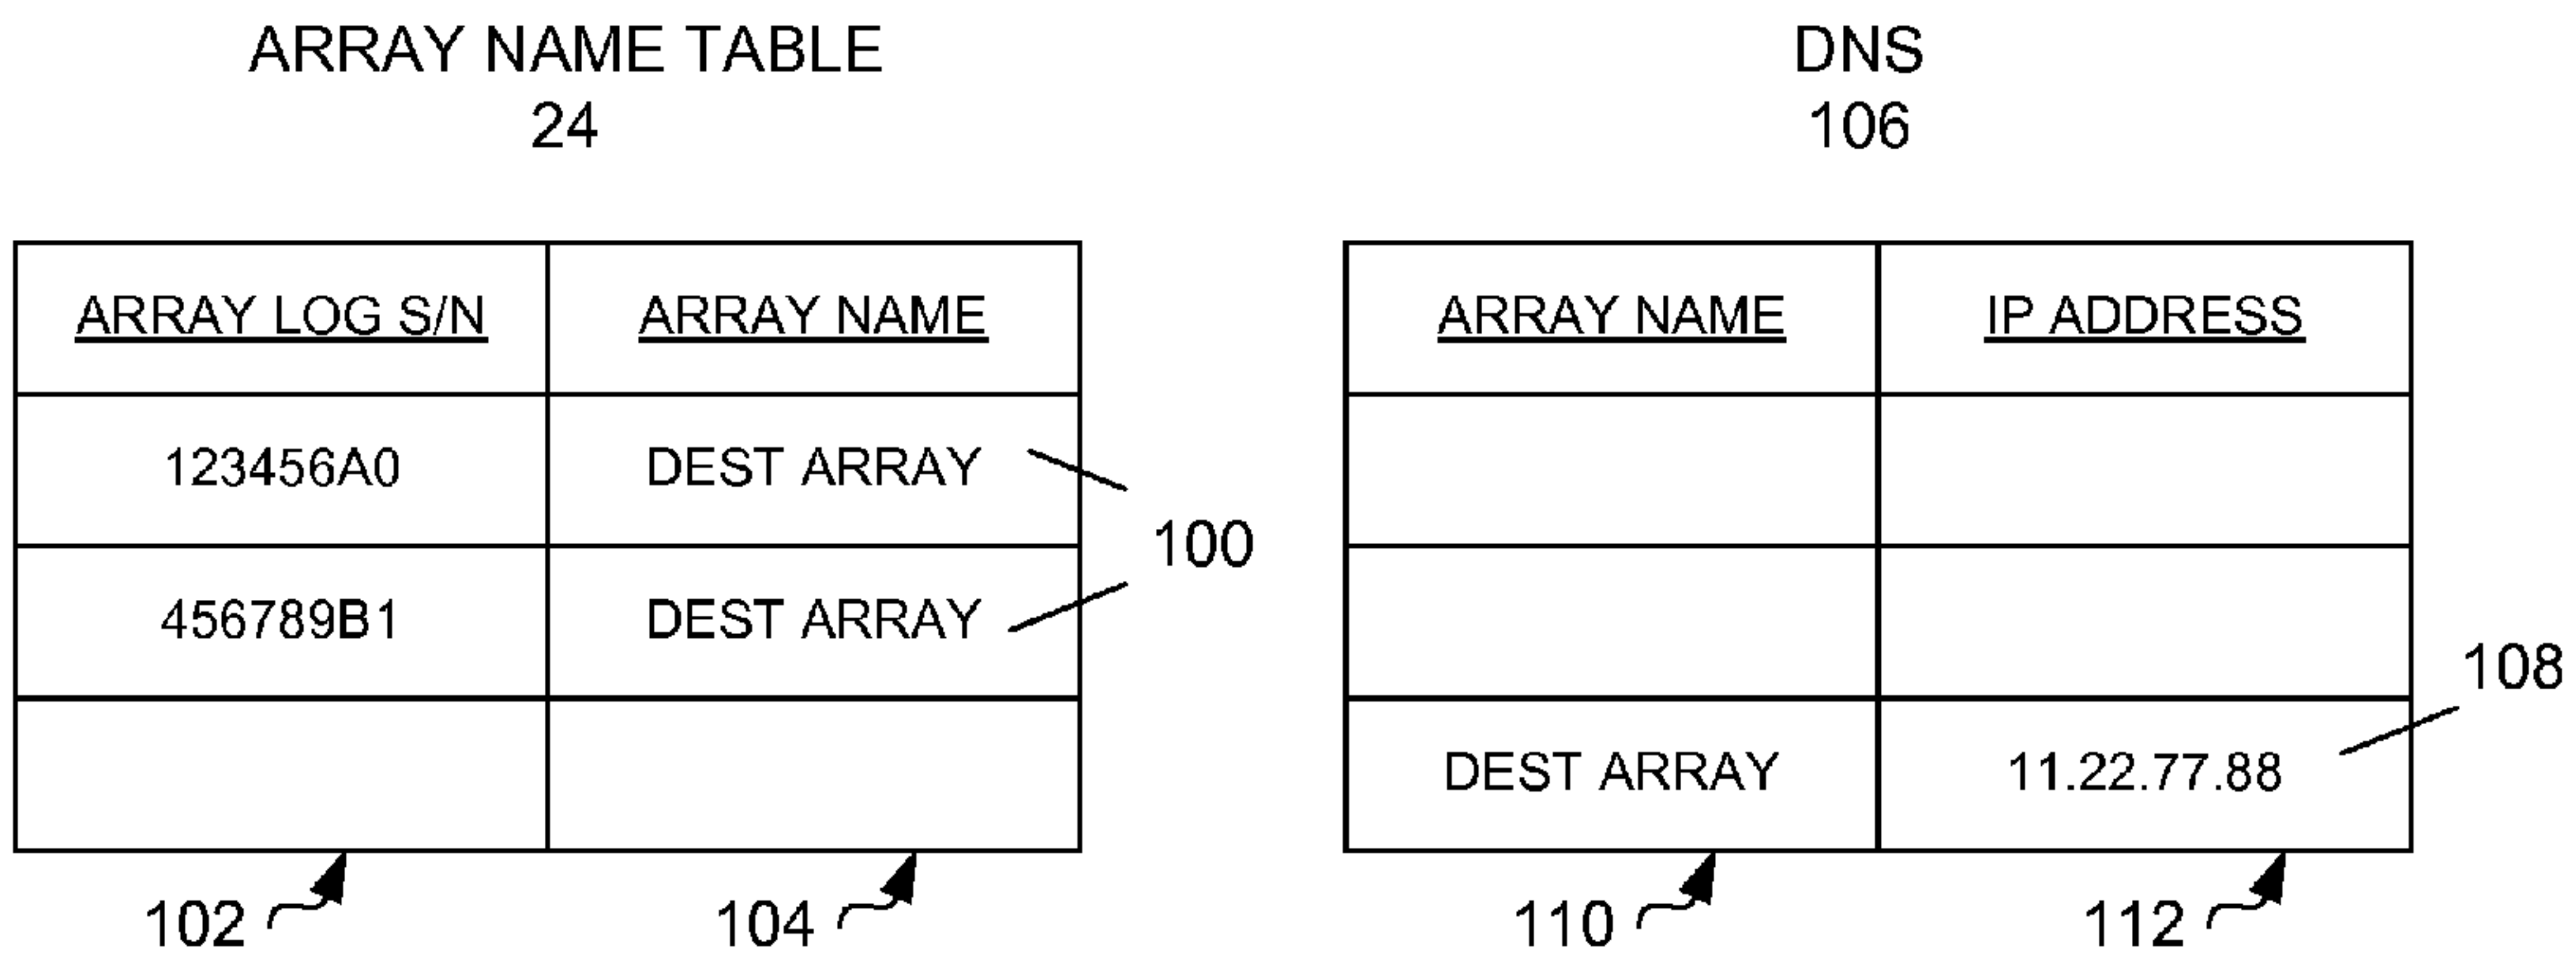 ARRAY NAME TABLE
24
ARRAY LOG S/N ARRAY NAME
123456A0 DEST ARRAY
100
456789B1 DEST ARRAY
102 104
DNS
106
ARRAY NAME IP ADDRESS
108
DEST ARRAY 11.22.77.88
110 112